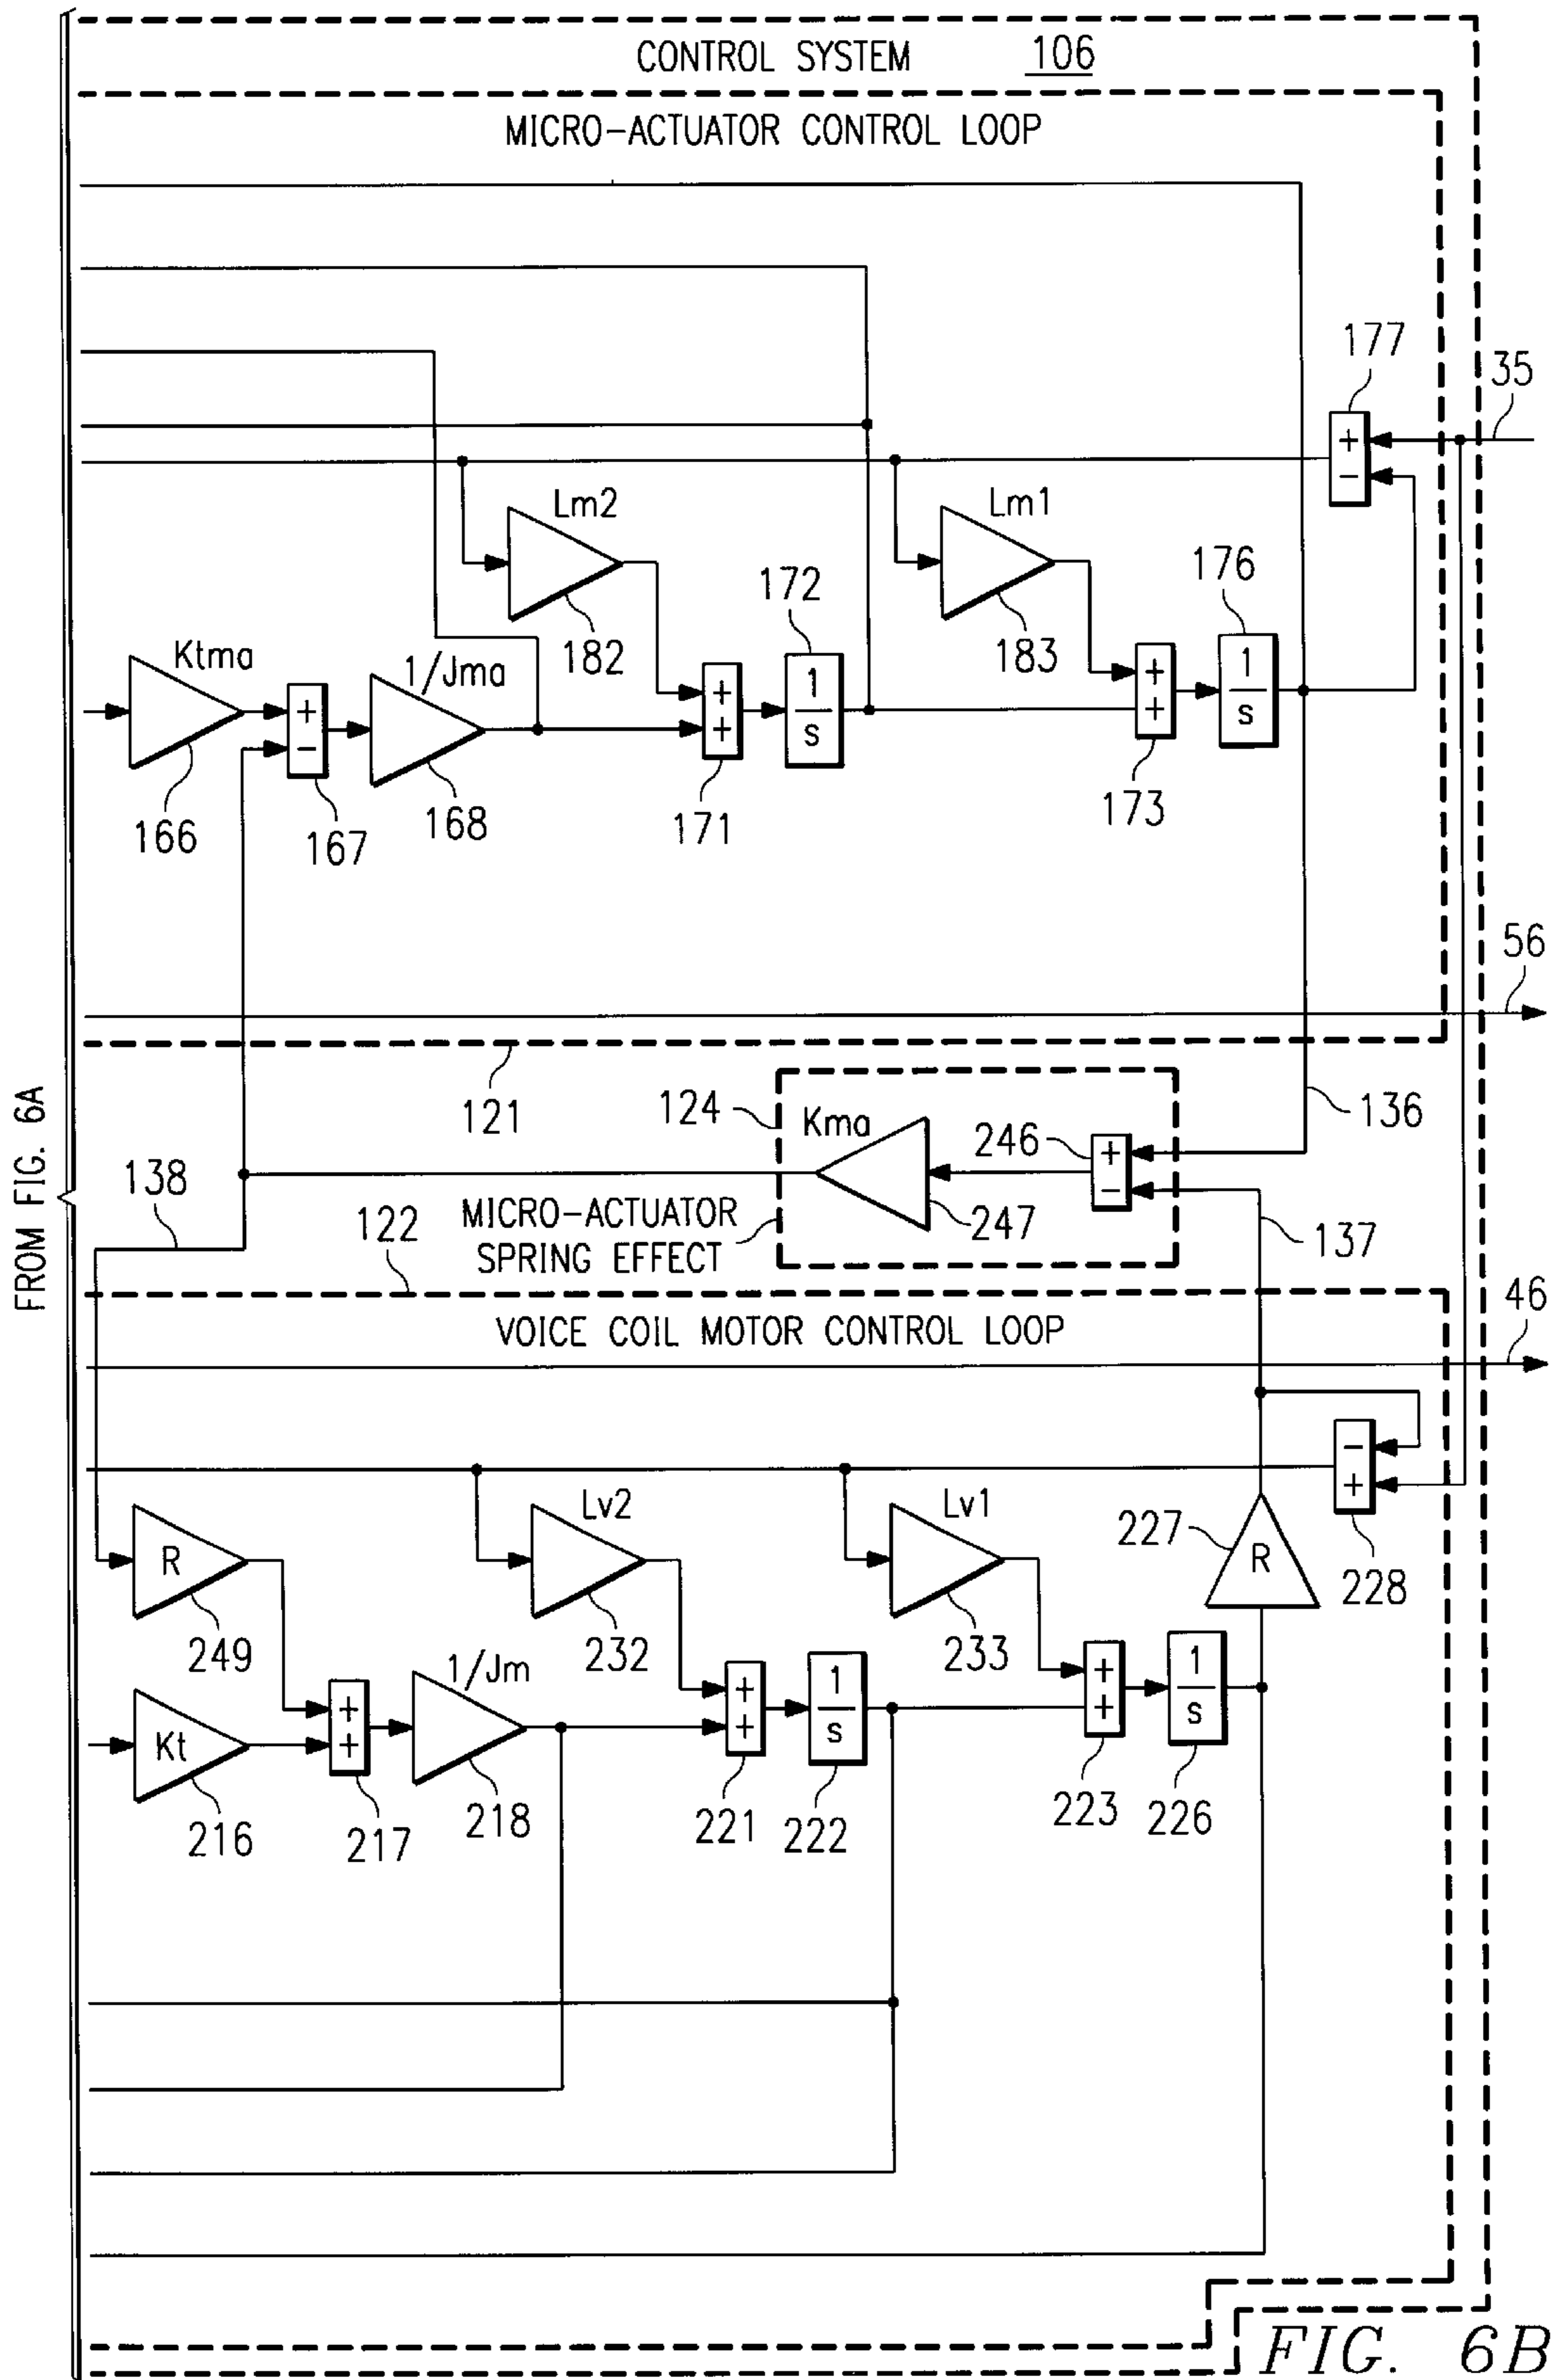 CONTROL SYSTEM 106
MICRO-ACTUATOR CONTROL LOOP
177
35
+
−
Lm2
Lm1
172
176
182
183
Ktma
1/Jma
+
−
+
+
1
s
+
+
1
s
166
167
168
171
173
56
121
124
Kma
246
+
−
136
FROM FIG. 6A
138
122
MICRO-ACTUATOR
SPRING EFFECT
247
137
46
VOICE COIL MOTOR CONTROL LOOP
−
+
Lv2
Lv1
227
R
R
228
249
232
233
1/Jm
+
+
+
+
1
s
+
+
1
s
Kt
216
217
218
221
222
223
226
FIG. 6B